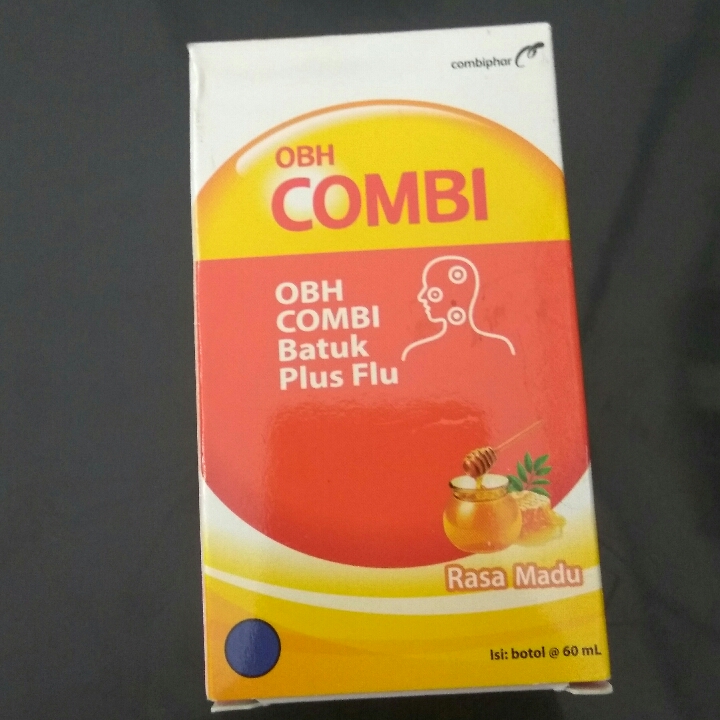 combiphar
OBH
COMBI
OBH
COMBI
Batuk
Plus Flu
Rasa Madu
Isi: botol @ 60 mL